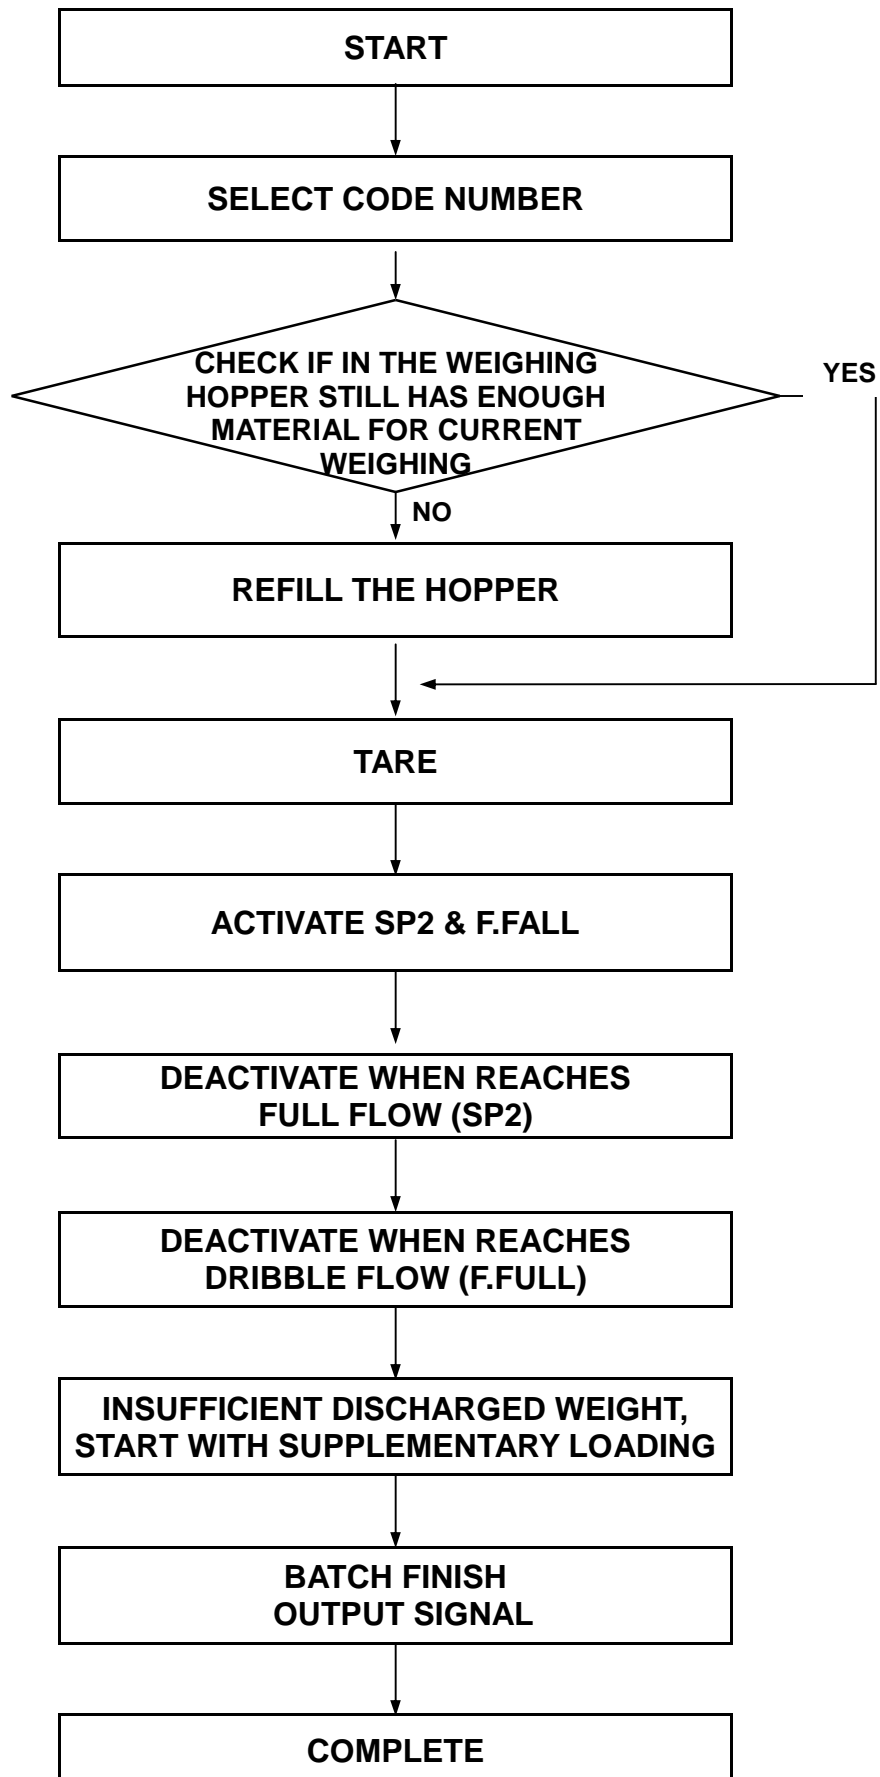 START
SELECT CODE NUMBER
CHECK IF IN THE WEIGHING
HOPPER STILL HAS ENOUGH
MATERIAL FOR CURRENT
WEIGHING
YES
NO
REFILL THE HOPPER
TARE
ACTIVATE SP2 & F.FALL
DEACTIVATE WHEN REACHES
FULL FLOW (SP2)
DEACTIVATE WHEN REACHES
DRIBBLE FLOW (F.FULL)
INSUFFICIENT DISCHARGED WEIGHT,
START WITH SUPPLEMENTARY LOADING
BATCH FINISH
OUTPUT SIGNAL
COMPLETE